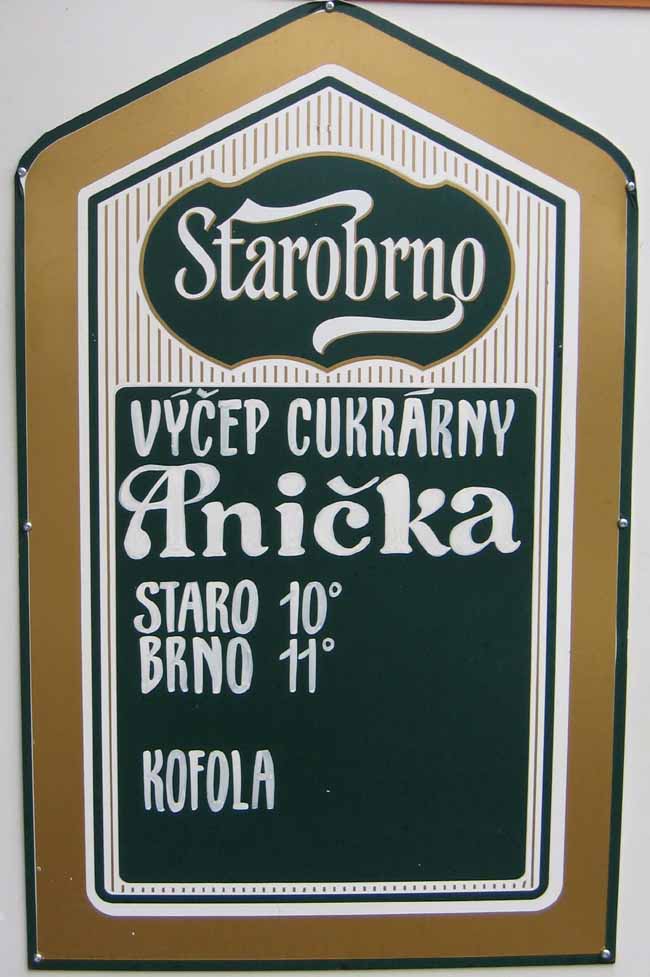 Starobrno
VÝČEP CUKRÁRNY
Anička
STARO 10°
BRNO 11°
KOFOLA